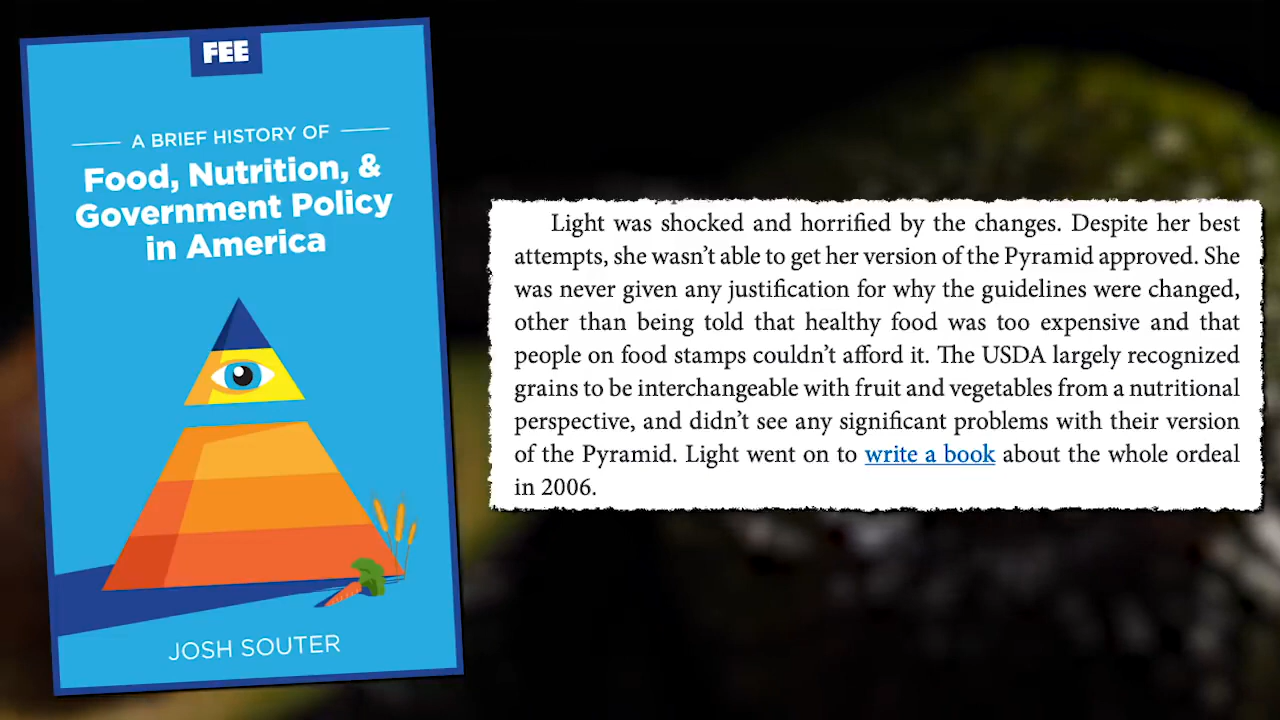 FEE
A BRIEF HISTORY OF
Food, Nutrition, &
Government Policy
in America
JOSH SOUTER
Light was shocked and horrified by the changes. Despite her best
attempts, she wasn't able to get her version of the Pyramid approved. She
was never given any justification for why the guidelines were changed,
other than being told that healthy food was too expensive and that
people on food stamps couldn't afford it. The USDA largely recognized
grains to be interchangeable with fruit and vegetables from a nutritional
perspective, and didn't see any significant problems with their version
of the Pyramid. Light went on to write a book about the whole ordeal
in 2006.